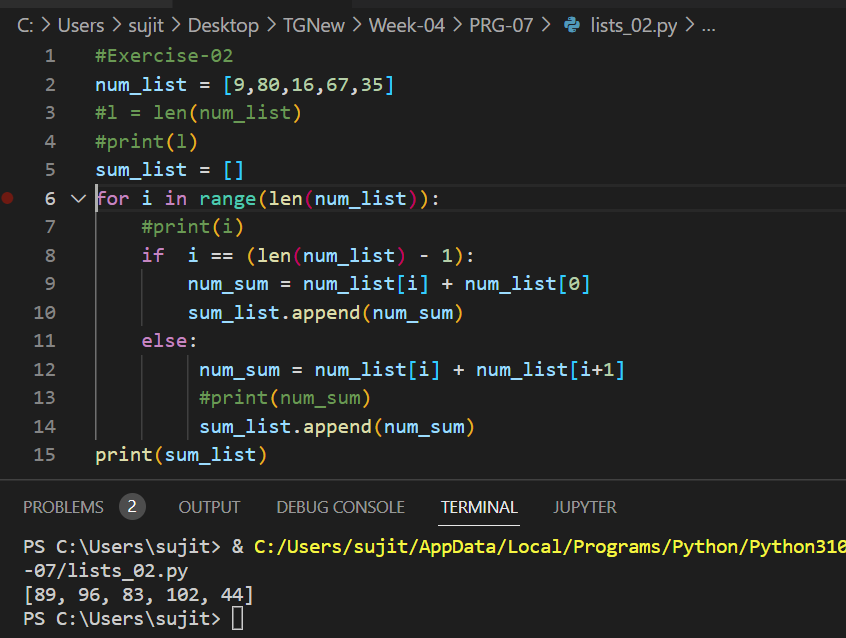 C: > Users > sujit > Desktop > TGNew > Week-04 > PRG-07 > lists_02.py > ...
1 #Exercise-02
2 num_list = [9,80,16,67,35]
3 #l = len(num_list)
4 #print(l)
5 sum_list = []
6 for i in range(len(num_list)):
7     #print(i)
8     if  i == (len(num_list) - 1):
9         num_sum = num_list[i] + num_list[0]
10         sum_list.append(num_sum)
11     else:
12          num_sum = num_list[i] + num_list[i+1]
13          #print(num_sum)
14          sum_list.append(num_sum)
15 print(sum_list)
PROBLEMS 2 OUTPUT DEBUG CONSOLE TERMINAL JUPYTER
PS C:\Users\sujit> & C:/Users/sujit/AppData/Local/Programs/Python/Python310
-07/lists_02.py
[89, 96, 83, 102, 44]
PS C:\Users\sujit>